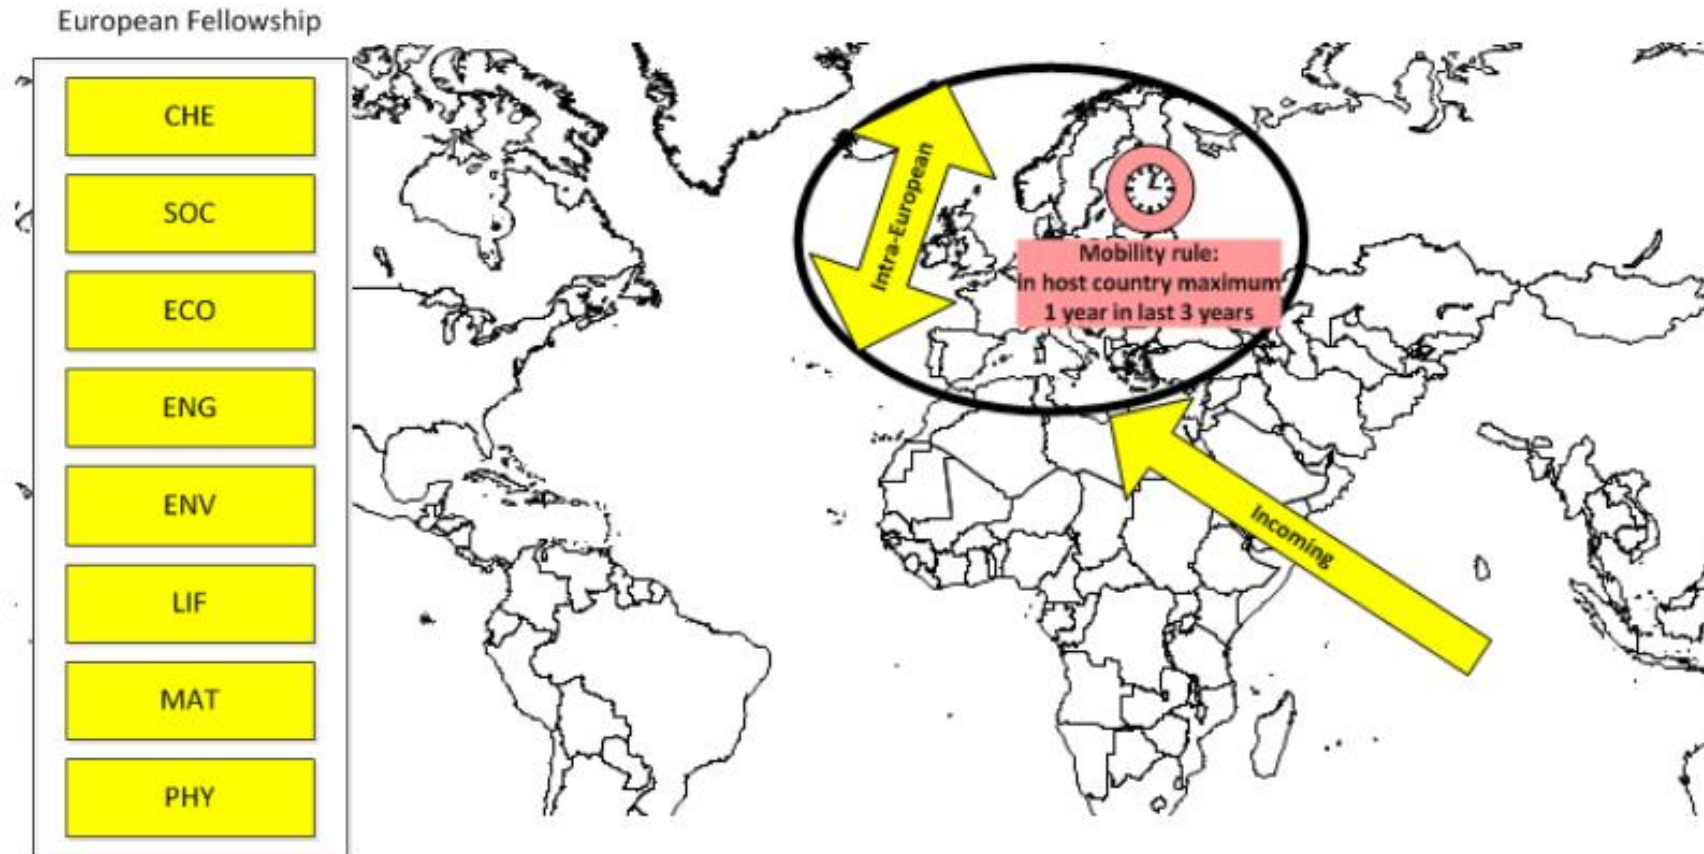 European Fellowship
CHE
SOC
ECO
ENG
ENV
LIF
MAT
PHY
Intra-European
Mobility rule:
in host country maximum
1 year in last 3 years
Incoming